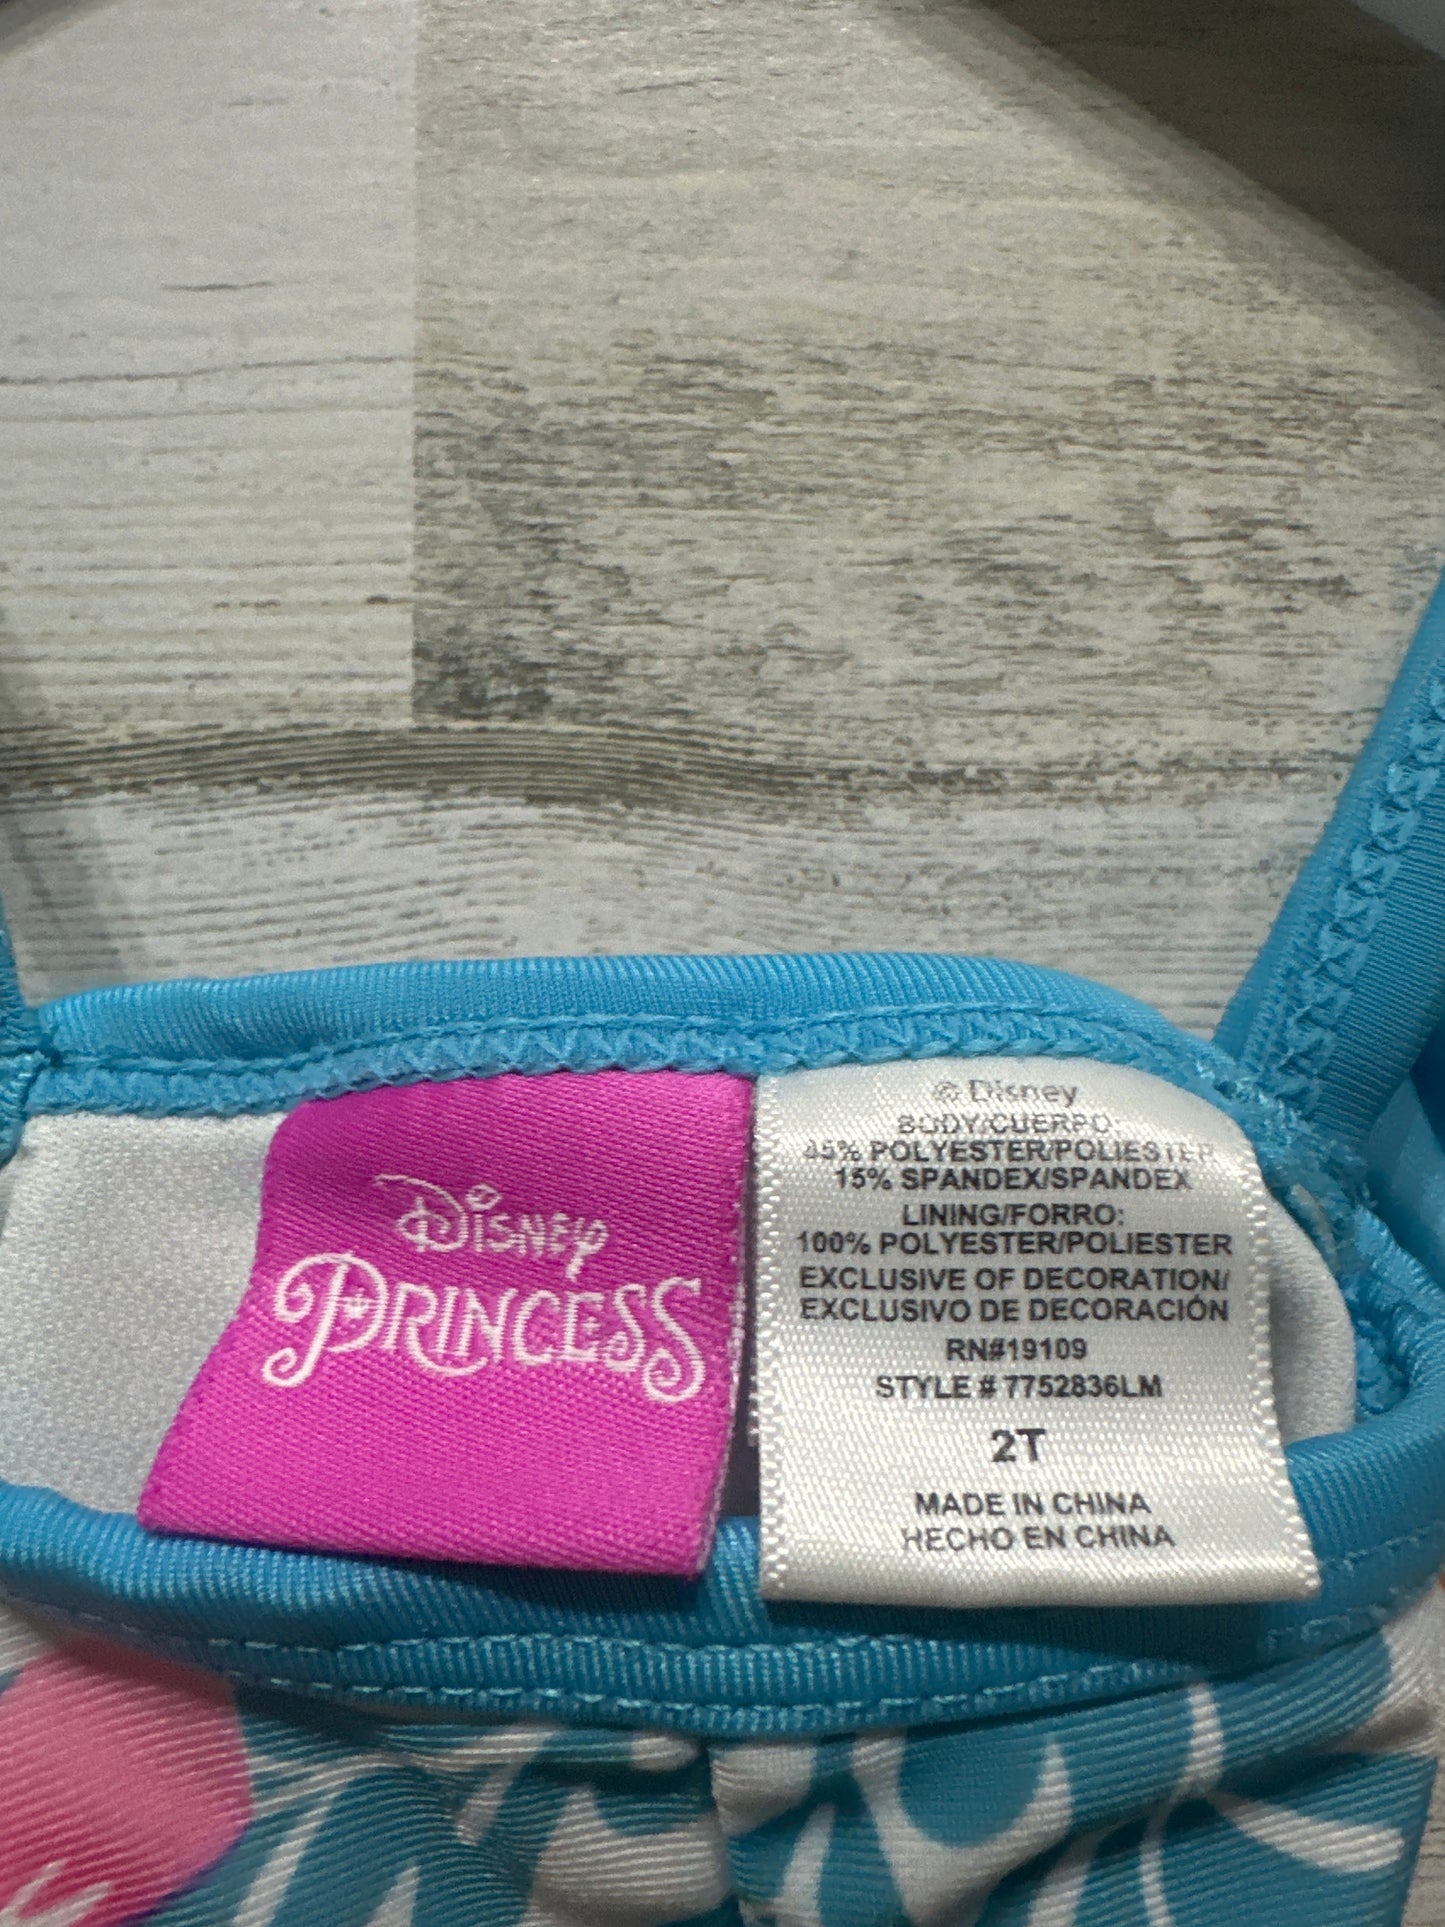 Disney
PRINCESS
© Disney
BODY/CUERPO:
85% POLYESTER/POLIESTER
15% SPANDEX/SPANDEX
LINING/FORRO:
100% POLYESTER/POLIESTER
EXCLUSIVE OF DECORATION/
EXCLUSIVO DE DECORACIÓN
RN#19109
STYLE # 7752836LM
2T
MADE IN CHINA
HECHO EN CHINA